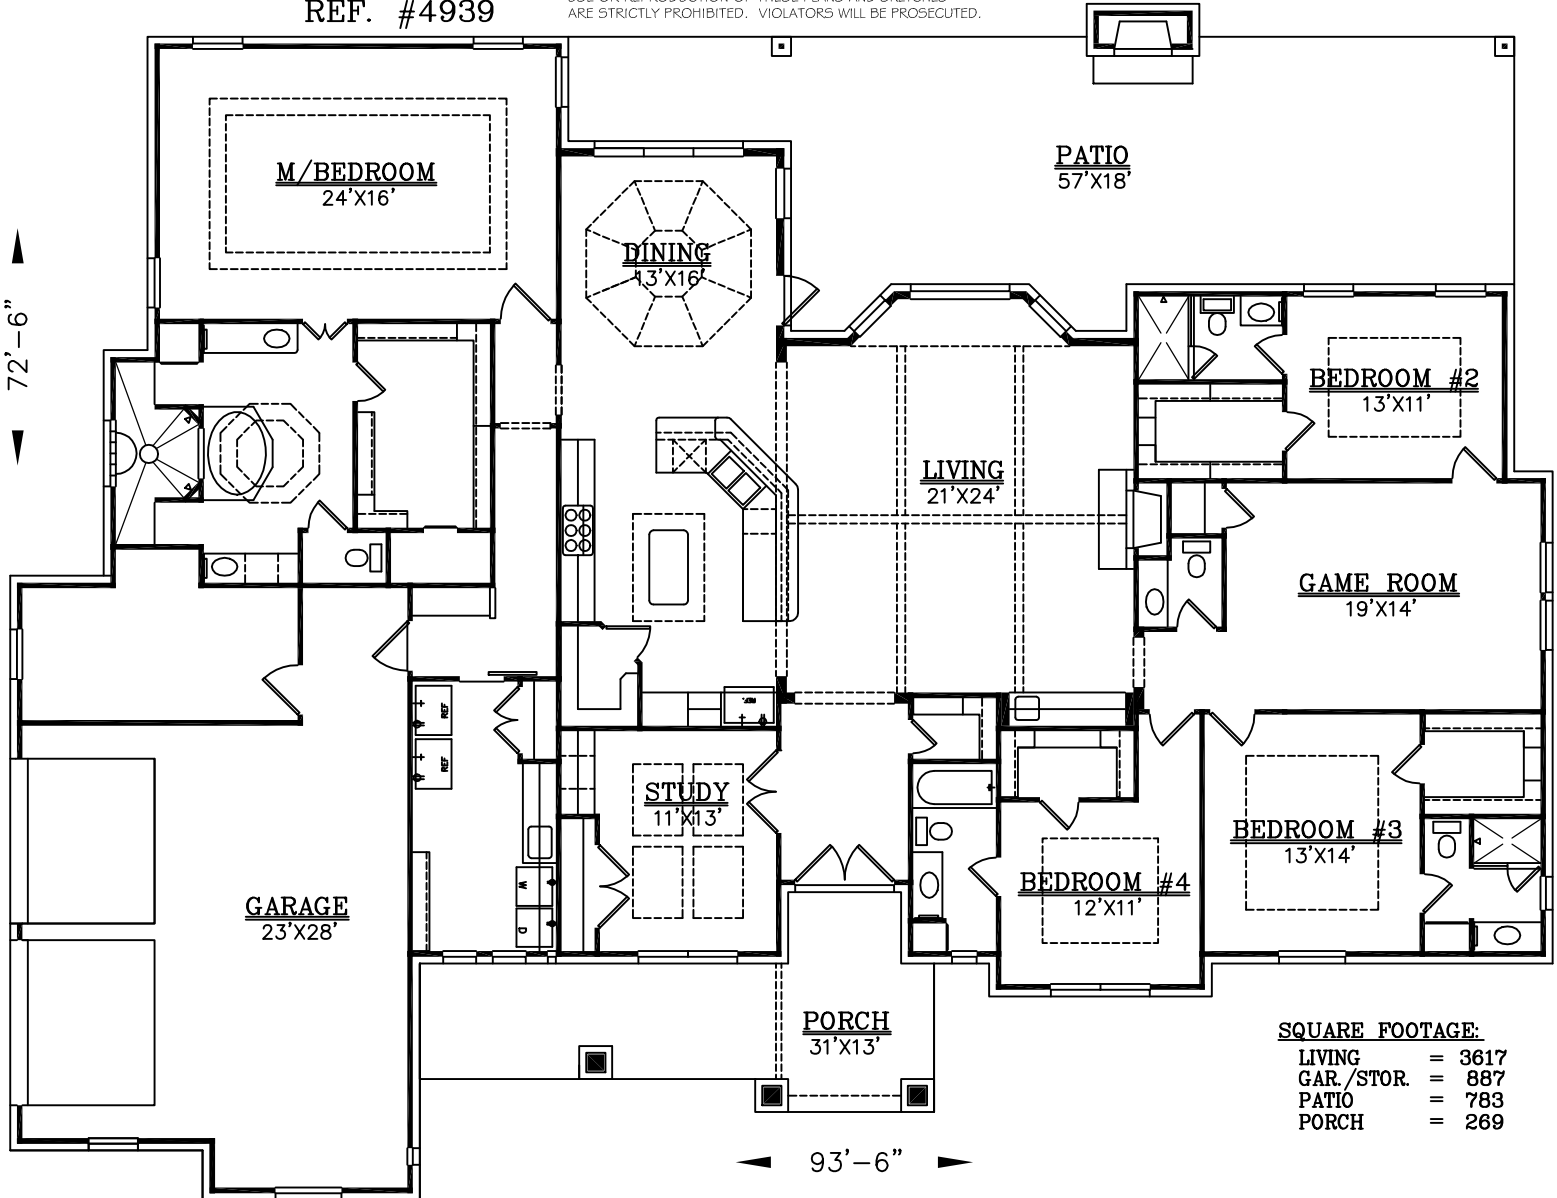 REF. #4939
ARE STRICTLY PROHIBITED. VIOLATORS WILL BE PROSECUTED.
M/BEDROOM
24'X16'
PATIO
57'X18'
DINING
13'X16'
72'-6"
BEDROOM #2
13'X11'
LIVING
21'X24'
GAME ROOM
19'X14'
REF
REF
REF.
STUDY
11'X13'
BEDROOM #3
13'X14'
BEDROOM #4
12'X11'
W
D
GARAGE
23'X28'
PORCH
31'X13'
93'-6"
SQUARE FOOTAGE:
LIVING = 3617
GAR./STOR. = 887
PATIO = 783
PORCH = 269